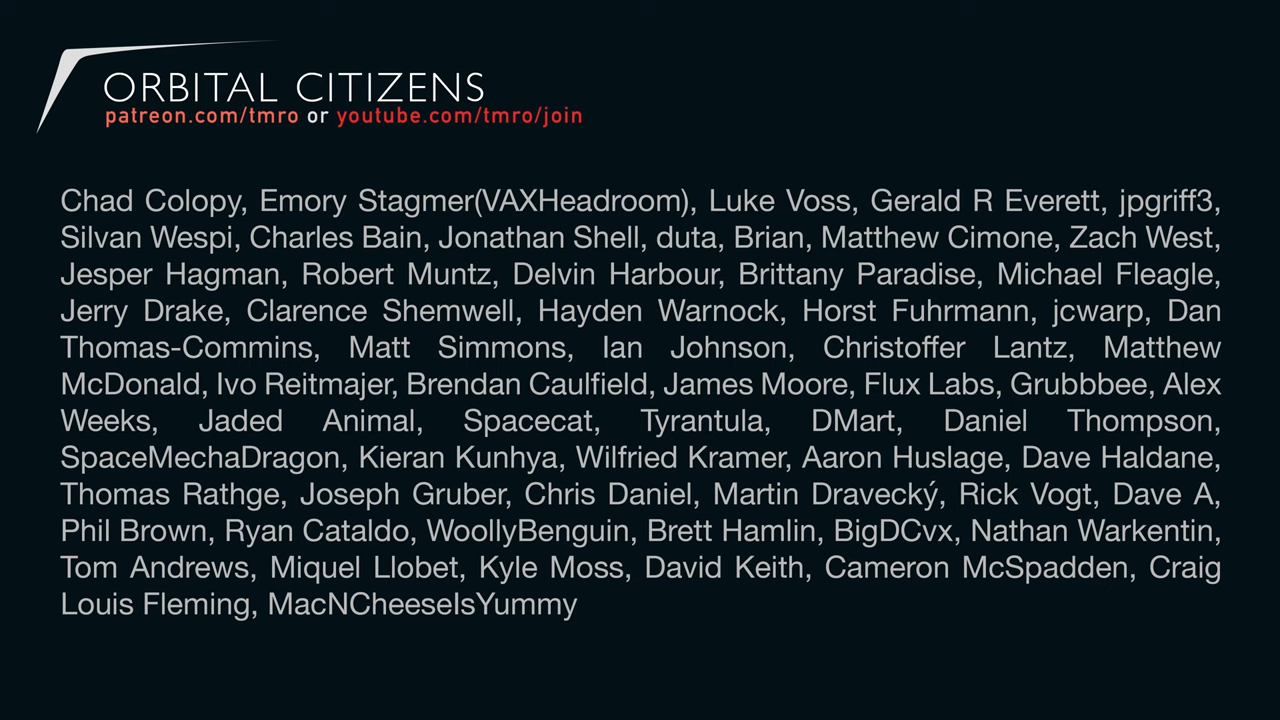 ORBITAL CITIZENS
patreon.com/tmro or youtube.com/tmro/join
Chad Colopy, Emory Stagmer(VAXHeadroom), Luke Voss, Gerald R Everett, jpgriff3,
Silvan Wespi, Charles Bain, Jonathan Shell, duta, Brian, Matthew Cimone, Zach West,
Jesper Hagman, Robert Muntz, Delvin Harbour, Brittany Paradise, Michael Fleagle,
Jerry Drake, Clarence Shemwell, Hayden Warnock, Horst Fuhrmann, jcwarp, Dan
Thomas-Commins, Matt Simmons, Ian Johnson, Christoffer Lantz, Matthew
McDonald, Ivo Reitmajer, Brendan Caulfield, James Moore, Flux Labs, Grubbbee, Alex
Weeks, Jaded Animal, Spacecat, Tyrantula, DMart, Daniel Thompson,
SpaceMechaDragon, Kieran Kunhya, Wilfried Kramer, Aaron Huslage, Dave Haldane,
Thomas Rathge, Joseph Gruber, Chris Daniel, Martin Dravecký, Rick Vogt, Dave A,
Phil Brown, Ryan Cataldo, WoollyBenguin, Brett Hamlin, BigDCvx, Nathan Warkentin,
Tom Andrews, Miquel Llobet, Kyle Moss, David Keith, Cameron McSpadden, Craig
Louis Fleming, MacNCheeseIsYummy